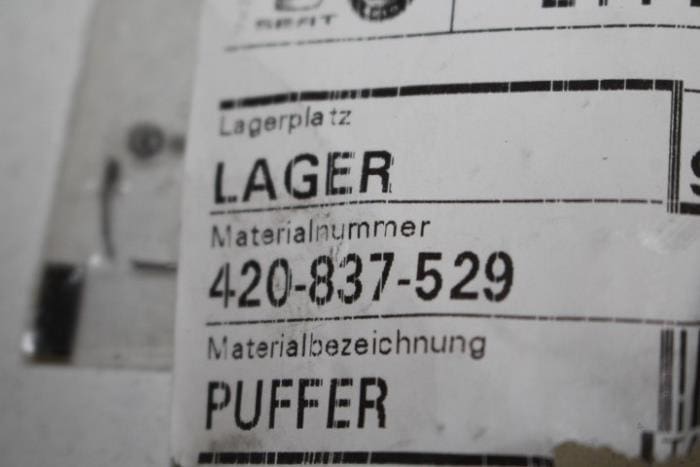 SEAT
Lagerplatz
LAGER
Materialnummer
420-837-529
Materialbezeichnung
PUFFER